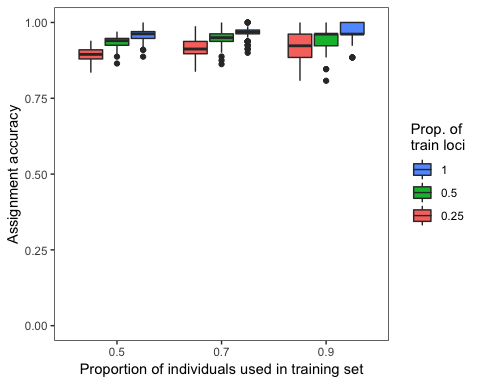 1.00
0.75
0.50
0.25
0.00
Assignment accuracy
0.5 0.7 0.9
Proportion of individuals used in training set
Prop. of
train loci
1
0.5
0.25